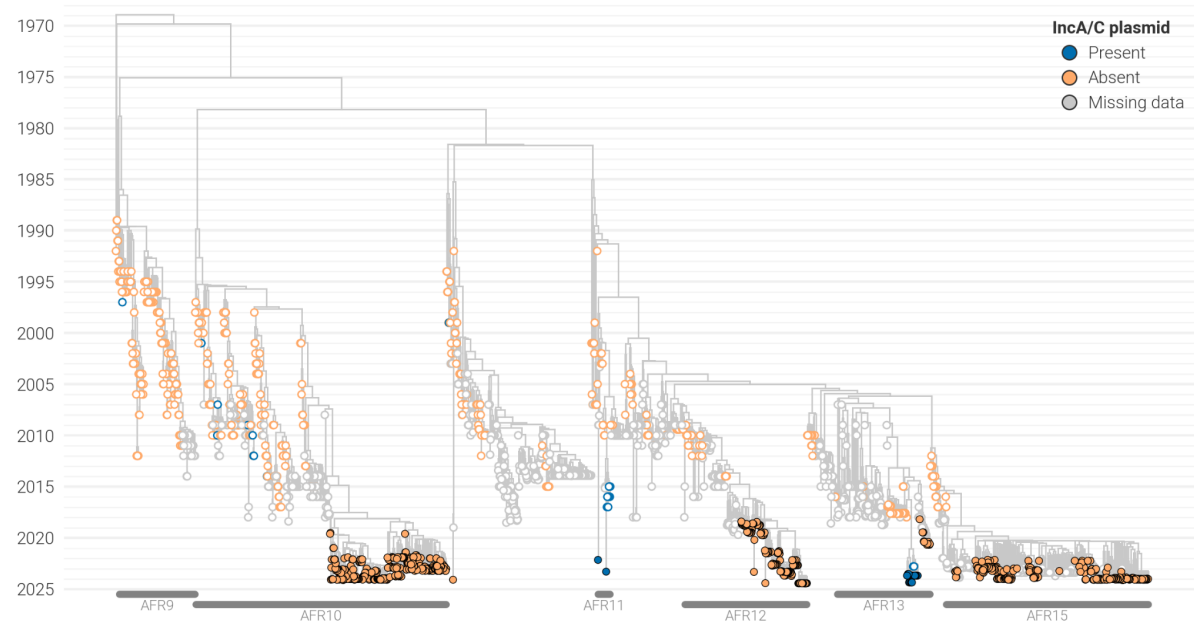 IncA/C plasmid
Present
Absent
Missing data
1970
1975
1980
1985
1990
1995
2000
2005
2010
2015
2020
2025
AFR9
AFR10
AFR11
AFR12
AFR13
AFR15